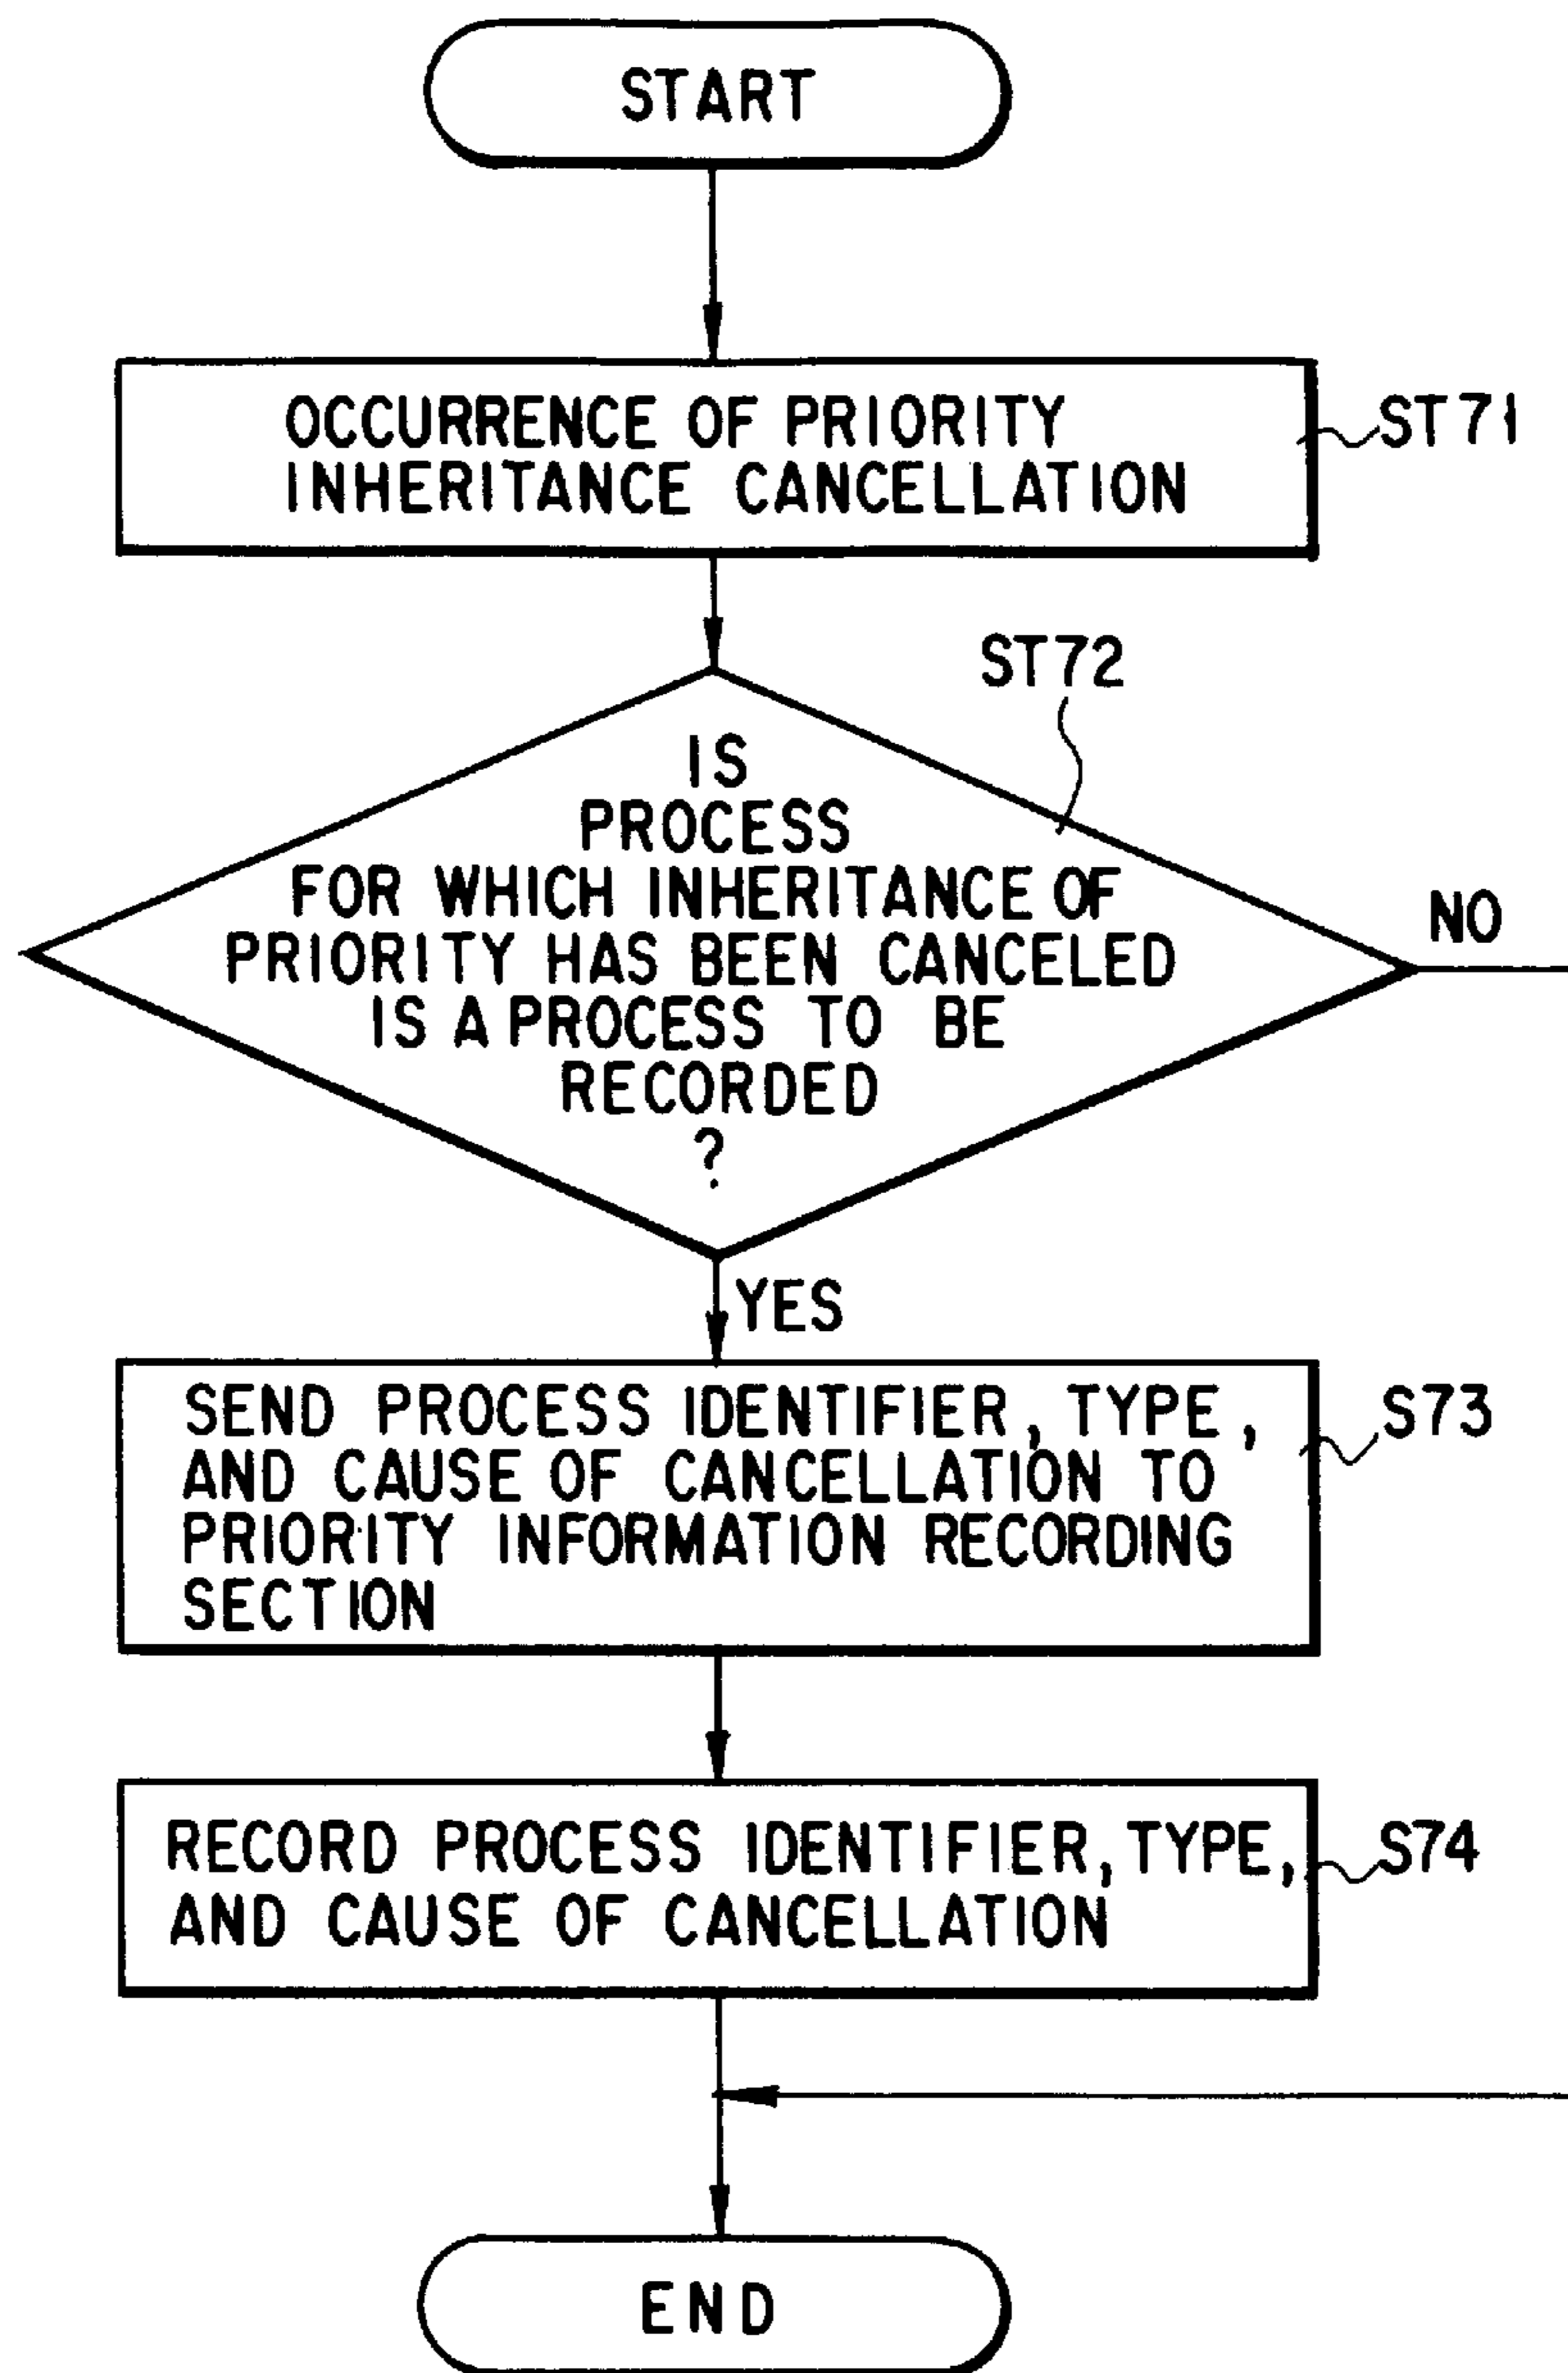 START
OCCURRENCE OF PRIORITY
INHERITANCE CANCELLATION
ST71
ST72
IS
PROCESS
FOR WHICH INHERITANCE OF
PRIORITY HAS BEEN CANCELED
IS A PROCESS TO BE
RECORDED
?
NO
YES
SEND PROCESS IDENTIFIER, TYPE,
AND CAUSE OF CANCELLATION TO
PRIORITY INFORMATION RECORDING
SECTION
S73
RECORD PROCESS IDENTIFIER, TYPE,
AND CAUSE OF CANCELLATION
S74
END